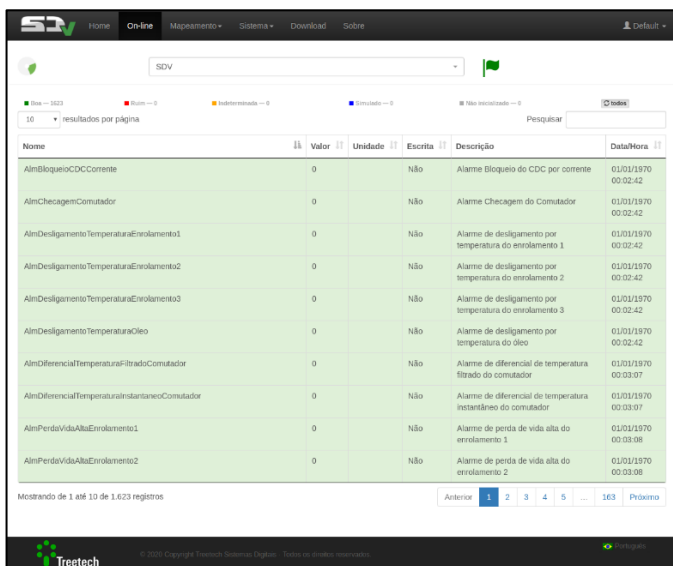 SDV Home On-line Mapeamento Sistema Download Sobre Default
SDV
Boa — 1623 Ruim — 0 Indeterminada — 0 Simulado — 0 Não inicializado — 0 todos
10 resultados por página Pesquisar
Nome Valor Unidade Escrita Descrição Data/Hora
AlmBloqueioCDCCorrente 0 Não Alarme Bloqueio do CDC por corrente 01/01/1970
00:02:42
AlmChecagemComutador 0 Não Alarme Checagem do Comutador 01/01/1970
00:02:42
AlmDesligamentoTemperaturaEnrolamento1 0 Não Alarme de desligamento por 01/01/1970
temperatura do enrolamento 1 00:02:42
AlmDesligamentoTemperaturaEnrolamento2 0 Não Alarme de desligamento por 01/01/1970
temperatura do enrolamento 2 00:02:42
AlmDesligamentoTemperaturaEnrolamento3 0 Não Alarme de desligamento por 01/01/1970
temperatura do enrolamento 3 00:02:42
AlmDesligamentoTemperaturaOleo 0 Não Alarme de desligamento por 01/01/1970
temperatura do óleo 00:02:42
AlmDiferencialTemperaturaFiltradoComutador 0 Não Alarme de diferencial de temperatura 01/01/1970
filtrado do comutador 00:03:07
AlmDiferencialTemperaturaInstantaneoComutador 0 Não Alarme de diferencial de temperatura 01/01/1970
instantâneo do comutador 00:03:07
AlmPerdaVidaAltaEnrolamento1 0 Não Alarme de perda de vida alta do 01/01/1970
enrolamento 1 00:03:08
AlmPerdaVidaAltaEnrolamento2 0 Não Alarme de perda de vida alta do 01/01/1970
enrolamento 2 00:03:08
Mostrando de 1 até 10 de 1.623 registros Anterior 1 2 3 4 5 ... 163 Próximo
Treetech © 2020 Copyright Treetech Sistemas Digitais Todos os direitos reservados Português